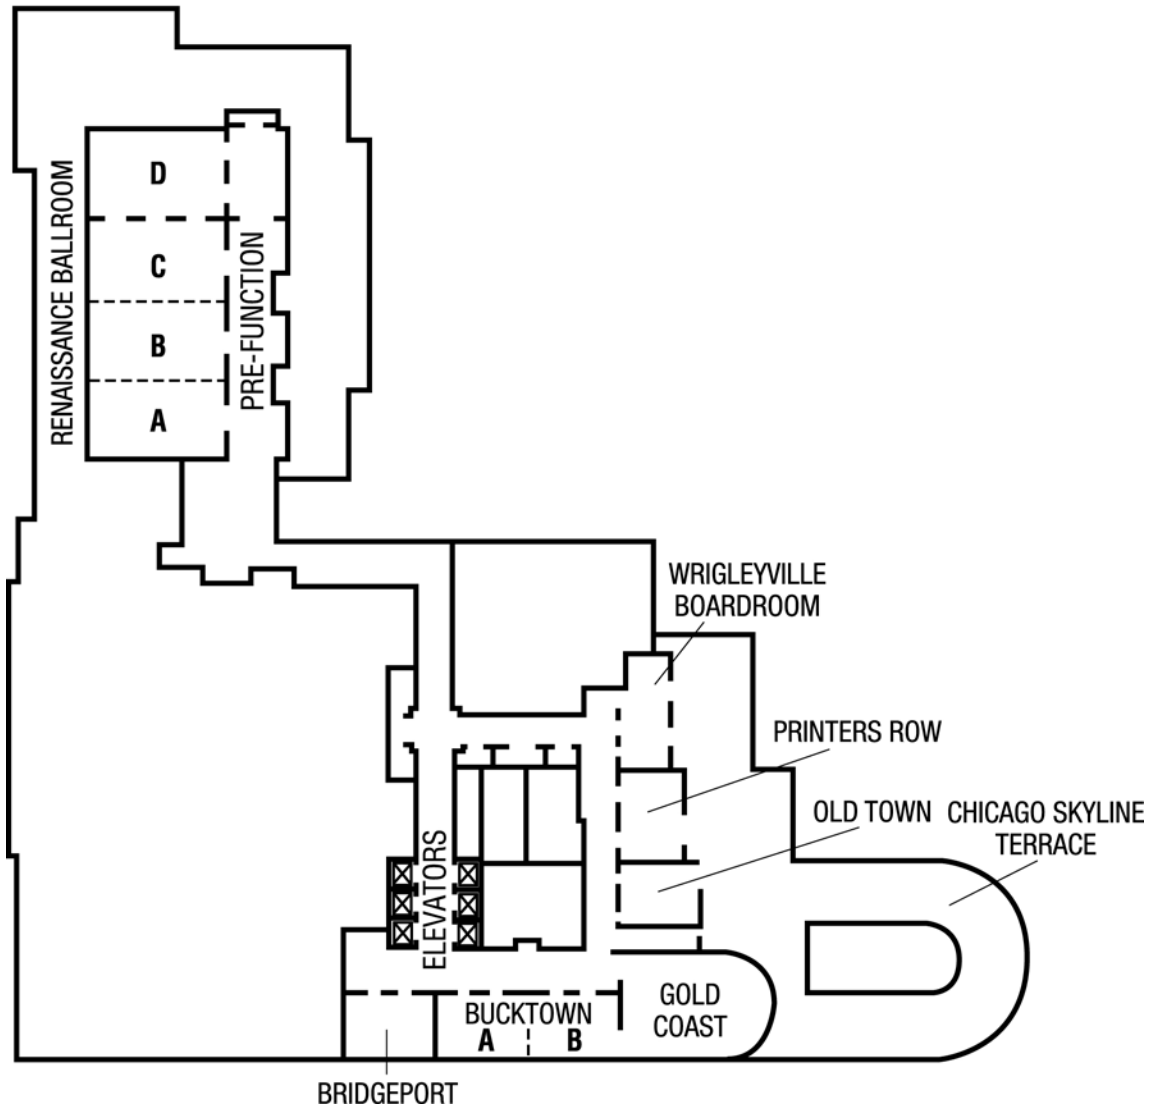 RENAISSANCE BALLROOM
D
C
B
A
PRE-FUNCTION
WRIGLEYVILLE
BOARDROOM
PRINTERS ROW
OLD TOWN
CHICAGO SKYLINE
TERRACE
ELEVATORS
BUCKTOWN
A
B
GOLD
COAST
BRIDGEPORT